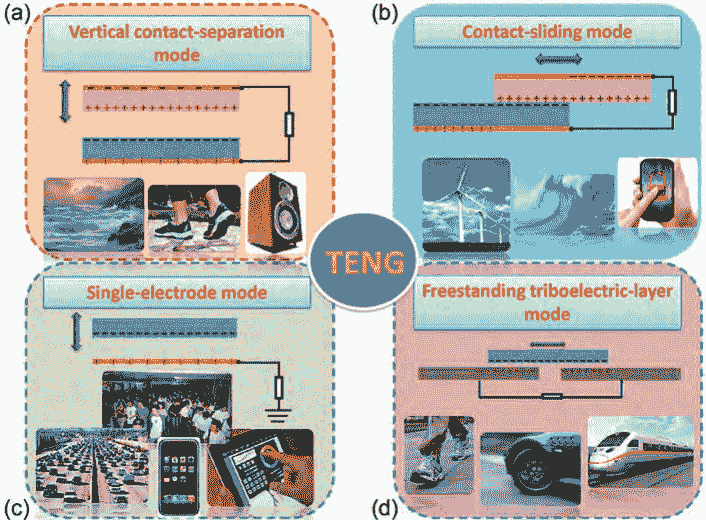 (a)
Vertical contact-separation
mode
(b)
Contact-sliding mode
TENG
Single-electrode mode
(c)
Freestanding triboelectric-layer
mode
(d)